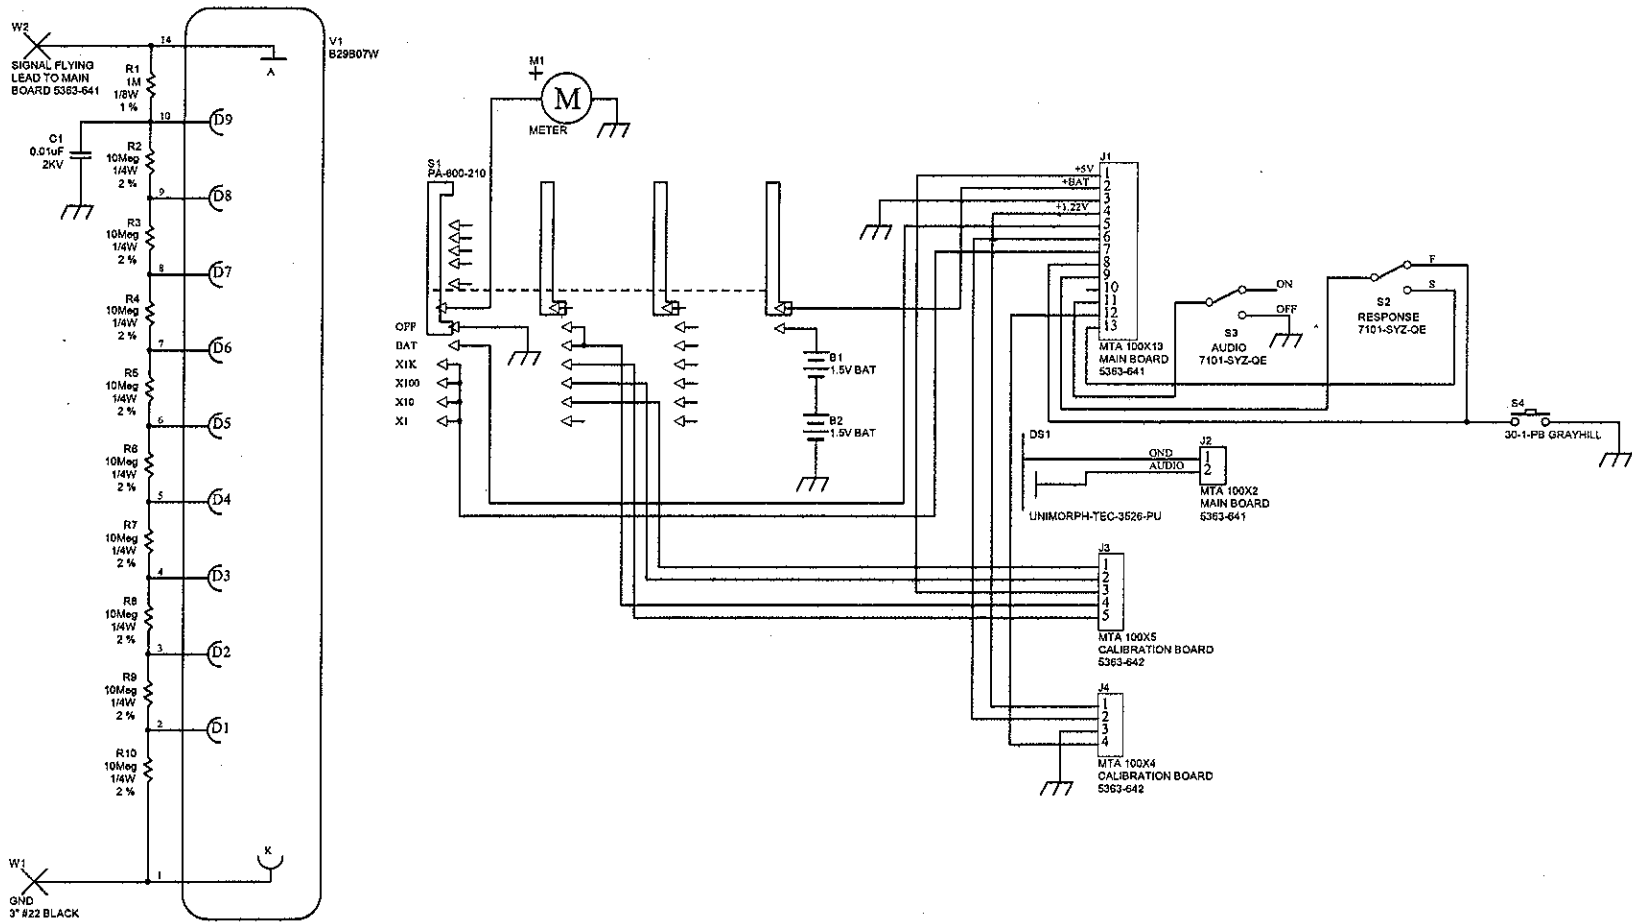 W2
SIGNAL FLYING
LEAD TO MAIN
BOARD 5363-641
14
A
V1
B29B07W
R1
1M
1/8W
1 %
10
D9
C1
0.01uF
2KV
R2
10Meg
1/4W
2 %
9
D8
R3
10Meg
1/4W
2 %
8
D7
R4
10Meg
1/4W
2 %
7
D6
R5
10Meg
1/4W
2 %
6
D5
R6
10Meg
1/4W
2 %
5
D4
R7
10Meg
1/4W
2 %
4
D3
R8
10Meg
1/4W
2 %
3
D2
R9
10Meg
1/4W
2 %
2
D1
R10
10Meg
1/4W
2 %
K
1
W1
GND
3" #22 BLACK
M1
+
M
METER
S1
PA-600-210
OFF
BAT
X1K
X100
X10
X1
B1
1.5V BAT
B2
1.5V BAT
J1
+5V
+BAT
+1.22V
1
2
3
4
5
6
7
8
9
10
11
12
13
MTA 100X13
MAIN BOARD
5363-641
ON
OFF
S3
AUDIO
7101-SYZ-QE
F
S
S2
RESPONSE
7101-SYZ-QE
S4
30-1-PB GRAYHILL
DS1
GND
AUDIO
UNIMORPH-TEC-3526-PU
J2
1
2
MTA 100X2
MAIN BOARD
5363-641
J3
1
2
3
4
5
MTA 100X5
CALIBRATION BOARD
5363-642
J4
1
2
3
4
MTA 100X4
CALIBRATION BOARD
5363-642